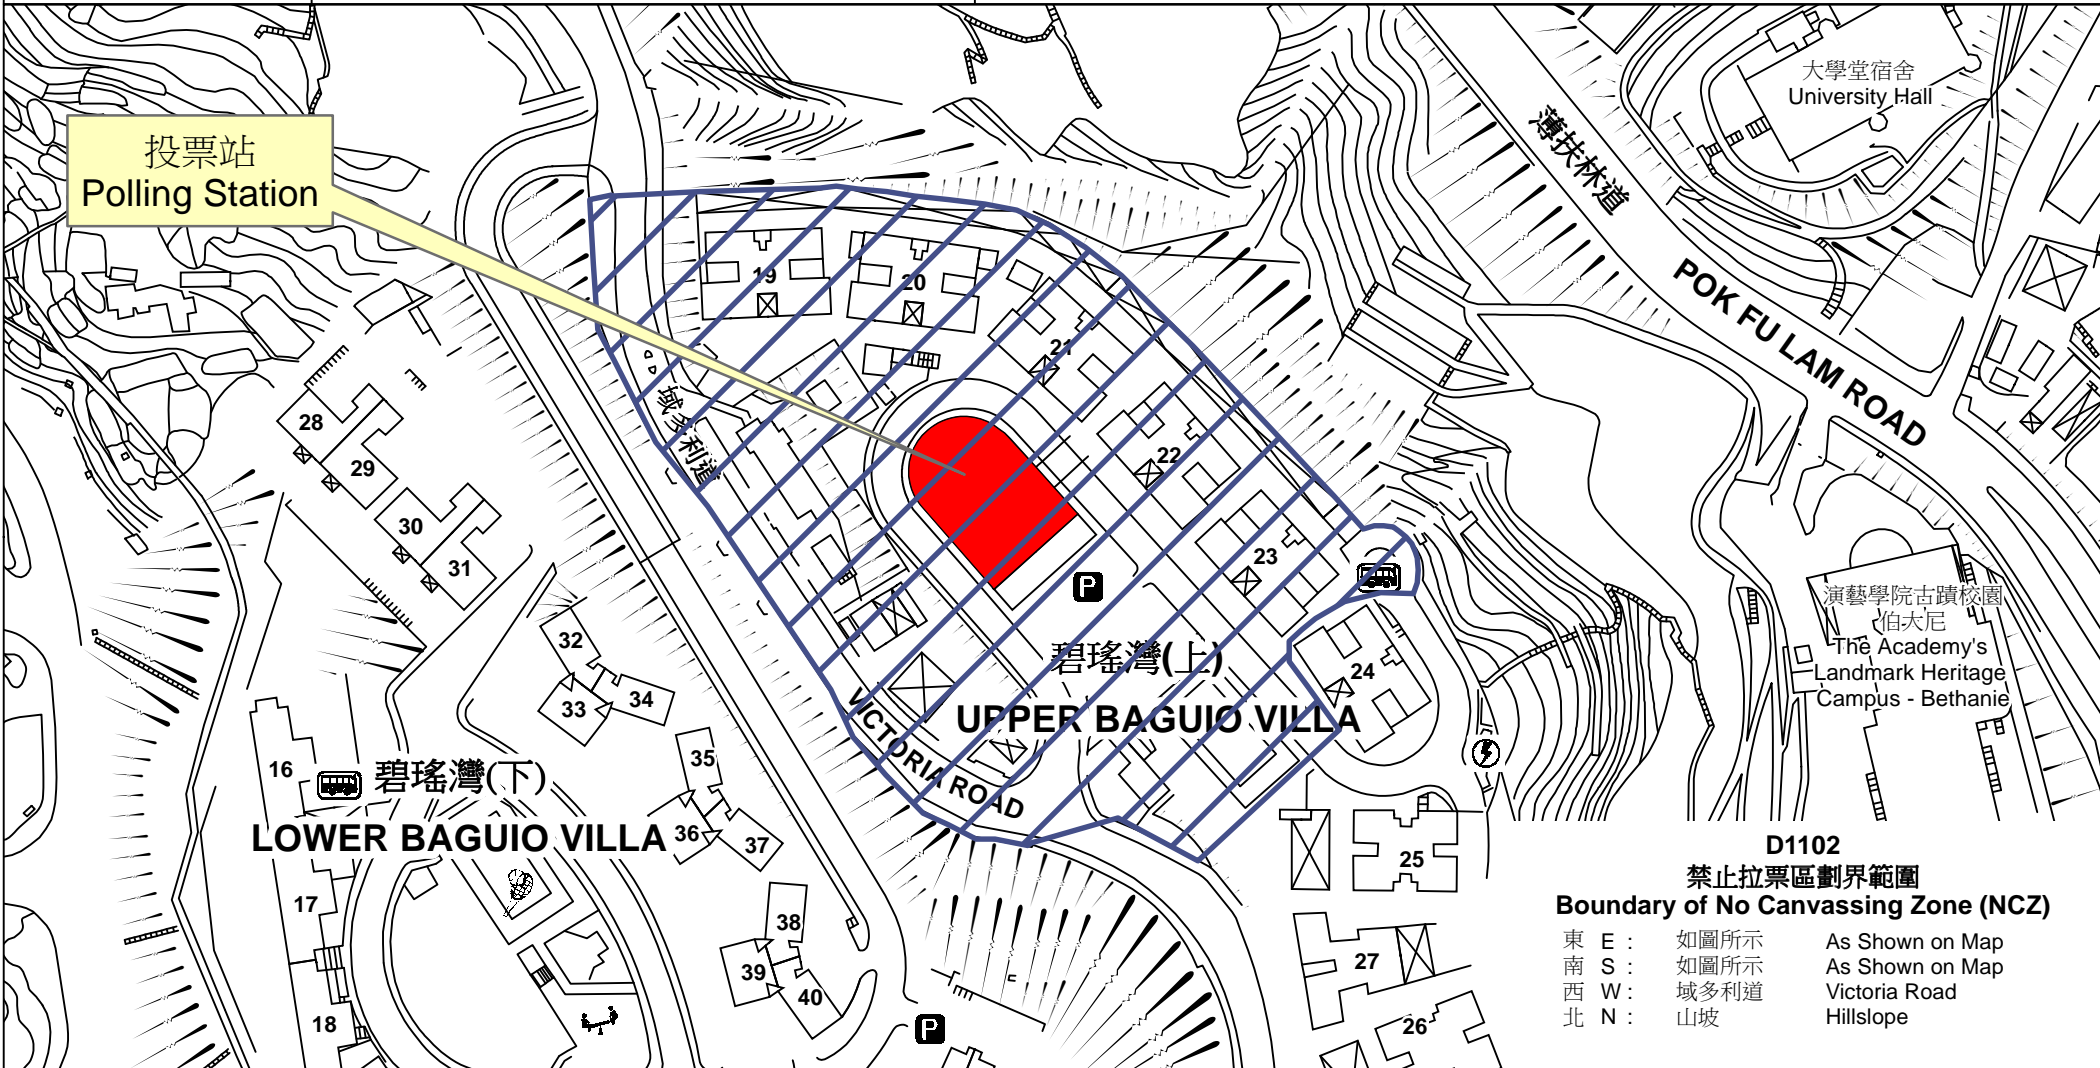 大學堂宿舍
University Hall
薄扶林道
投票站
Polling Station
POK FU LAM ROAD
19
20
21
22
23
24
域多利道
28
29
30
31
32
33
34
35
36
37
38
39
40
P
碧瑤灣(上)
UPPER BAGUIO VILLA
VICTORIA ROAD
演藝學院古蹟校園
伯大尼
The Academy's
Landmark Heritage
Campus - Bethanie
16
碧瑤灣(下)
LOWER BAGUIO VILLA
17
18
P
25
27
26
D1102
禁止拉票區劃界範圍
Boundary of No Canvassing Zone (NCZ)
東 E : 如圖所示 As Shown on Map
南 S : 如圖所示 As Shown on Map
西 W : 域多利道 Victoria Road
北 N : 山坡 Hillslope